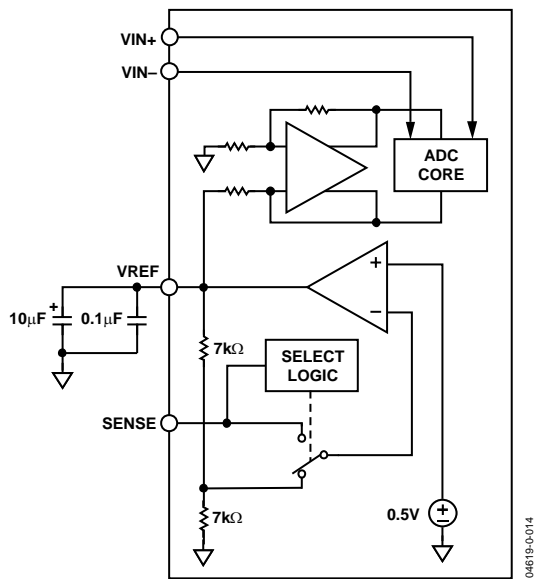 VIN+
VIN–
ADC
CORE
VREF
+
–
+
10μF
0.1μF
7kΩ
SELECT
LOGIC
SENSE
7kΩ
0.5V
+
–
04619-0-014